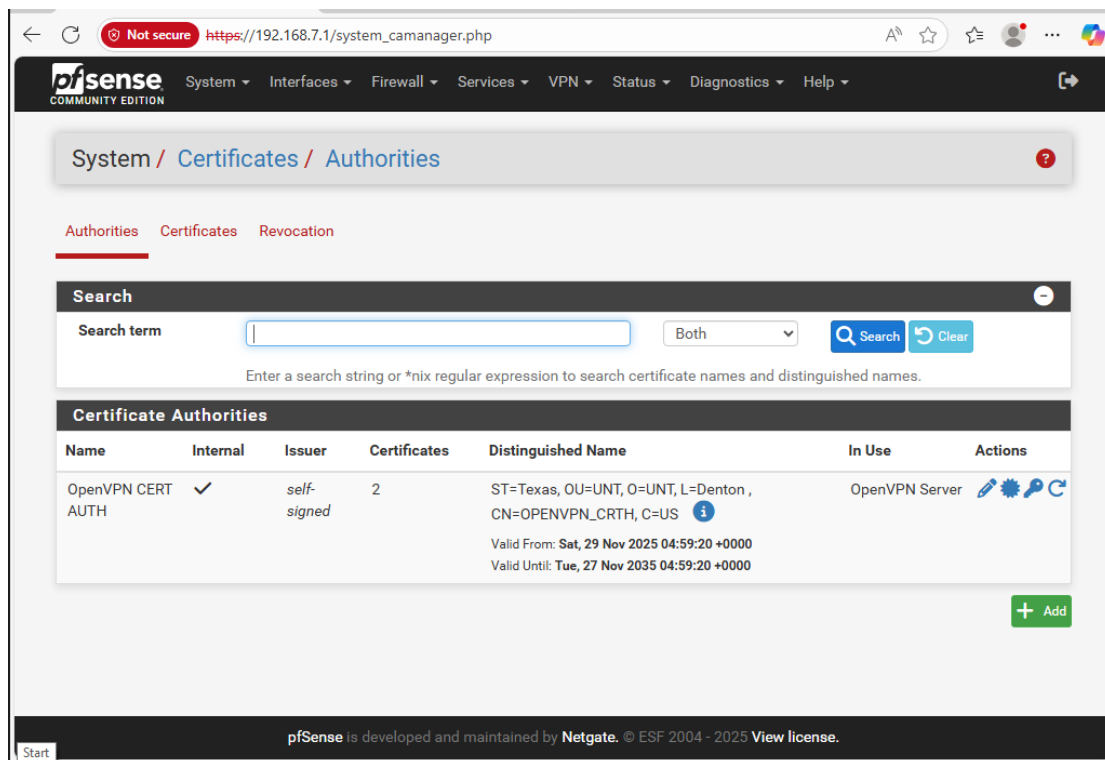 Not secure https://192.168.7.1/system_camanager.php
pfsense
COMMUNITY EDITION
System Interfaces Firewall Services VPN Status Diagnostics Help
System / Certificates / Authorities
Authorities Certificates Revocation
Search
Search term Both Search Clear
Enter a search string or *nix regular expression to search certificate names and distinguished names.
Certificate Authorities
Name Internal Issuer Certificates Distinguished Name In Use Actions
OpenVPN CERT self- 2 ST=Texas, OU=UNT, O=UNT, L=Denton , OpenVPN Server
AUTH signed CN=OPENVPN_CRTH, C=US
Valid From: Sat, 29 Nov 2025 04:59:20 +0000
Valid Until: Tue, 27 Nov 2035 04:59:20 +0000
Add
pfSense is developed and maintained by Netgate. © ESF 2004 - 2025 View license.
Start